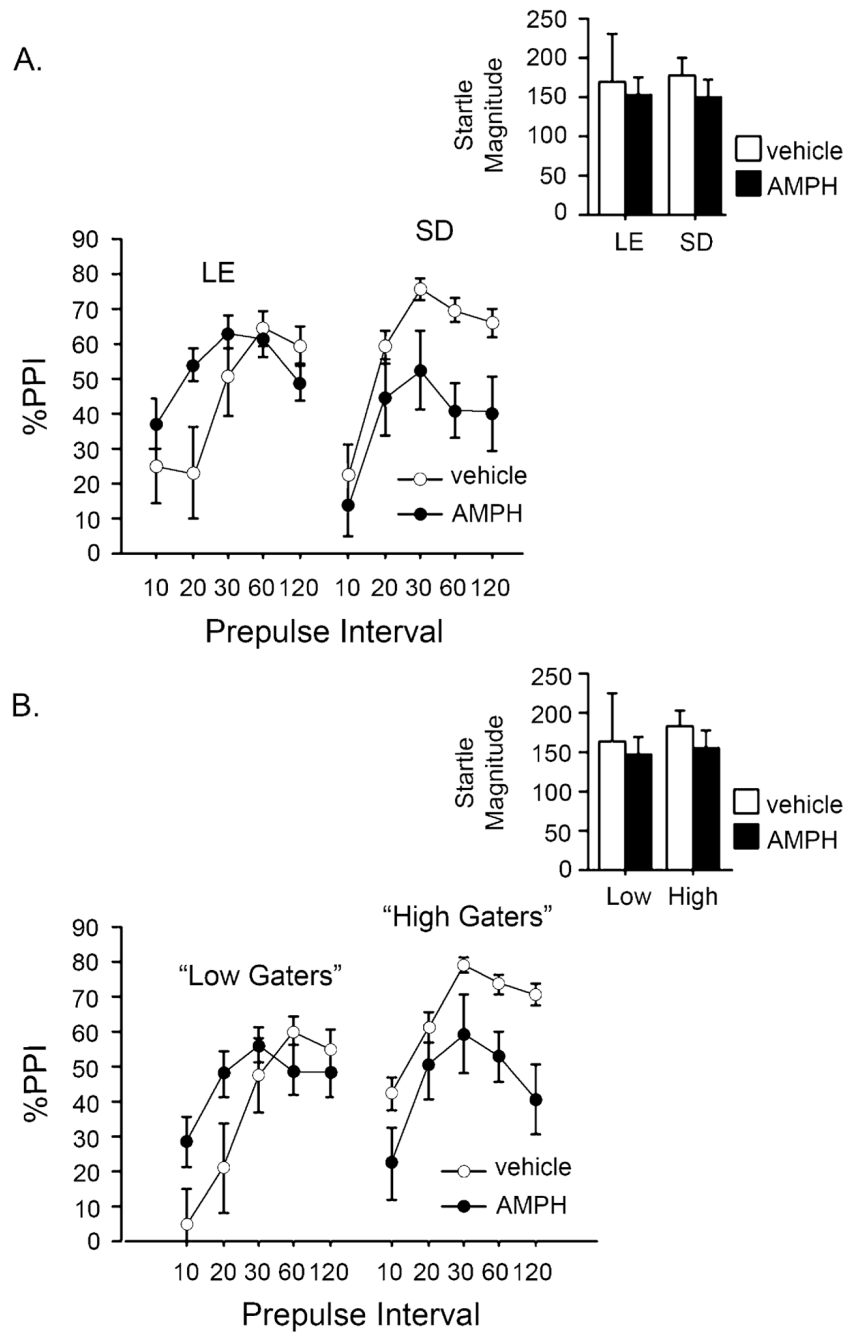 A.
250
200
150
100
50
0
Startle
Magnitude
vehicle
AMPH
LE SD
90
80
70
60
50
40
30
20
10
0
%PPI
LE
SD
vehicle
AMPH
10 20 30 60 120 10 20 30 60 120
Prepulse Interval
B.
250
200
150
100
50
0
Startle
Magnitude
vehicle
AMPH
Low High
90
80
70
60
50
40
30
20
10
0
%PPI
“Low Gaters”
“High Gaters”
vehicle
AMPH
10 20 30 60 120 10 20 30 60 120
Prepulse Interval